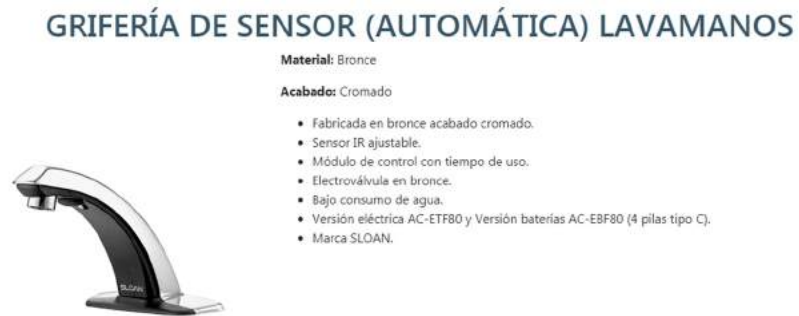 GRIFERÍA DE SENSOR (AUTOMÁTICA) LAVAMANOS
Material: Bronce
Acabado: Cromado
• Fabricada en bronce acabado cromado.
• Sensor IR ajustable.
• Módulo de control con tiempo de uso.
• Electroválvula en bronce.
• Bajo consumo de agua.
• Versión eléctrica AC-ETF80 y Versión baterías AC-EBF80 (4 pilas tipo C).
• Marca SLOAN.
SLOAN